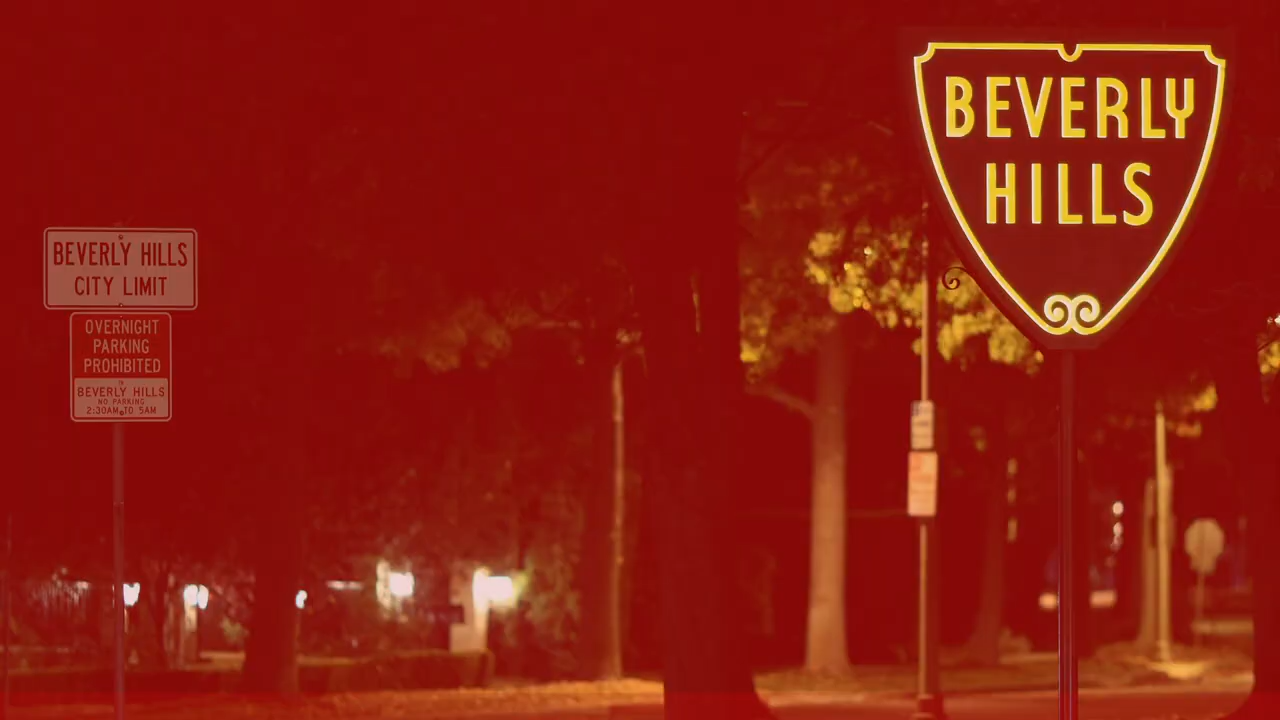 BEVERLY HILLS
CITY LIMIT
OVERNIGHT
PARKING
PROHIBITED
BEVERLY HILLS
NO PARKING
2:30AM TO 5AM
BEVERLY
HILLS